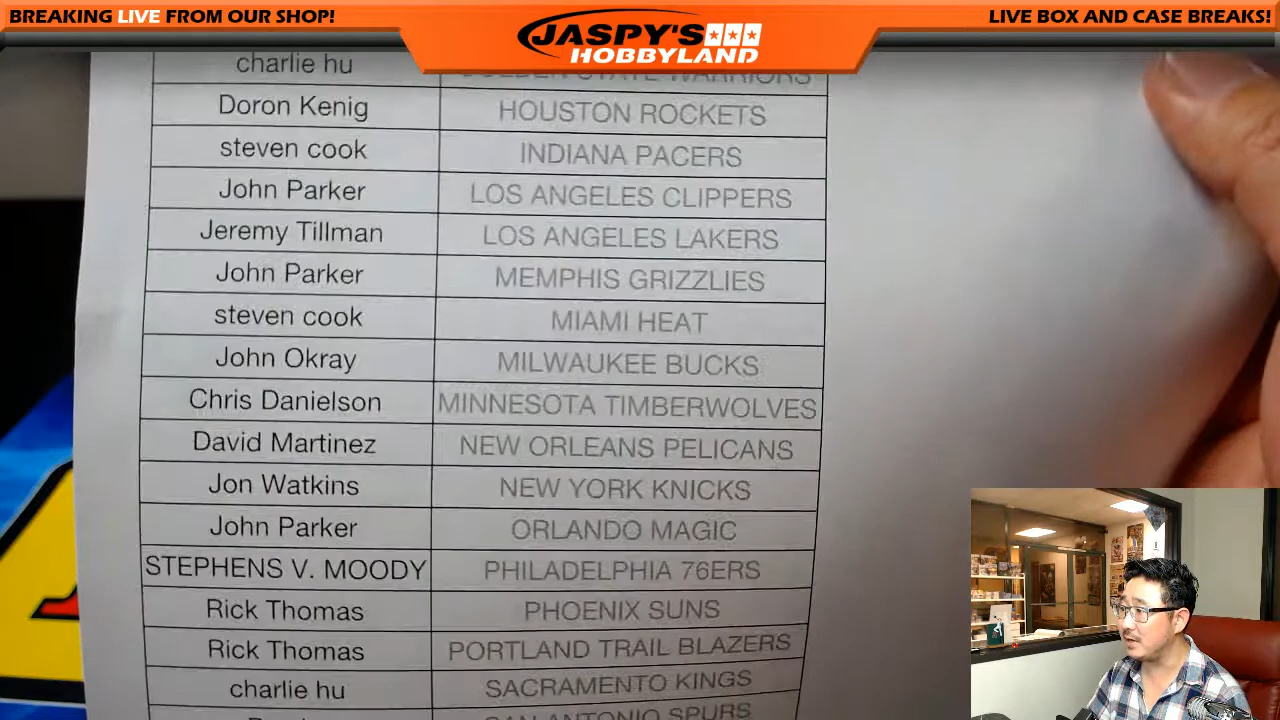 BREAKING LIVE FROM OUR SHOP!
JASPY'S
HOBBYLAND
LIVE BOX AND CASE BREAKS!
charlie hu GOLDEN STATE WARRIORS
Doron Kenig HOUSTON ROCKETS
steven cook INDIANA PACERS
John Parker LOS ANGELES CLIPPERS
Jeremy Tillman LOS ANGELES LAKERS
John Parker MEMPHIS GRIZZLIES
steven cook MIAMI HEAT
John Okray MILWAUKEE BUCKS
Chris Danielson MINNESOTA TIMBERWOLVES
David Martinez NEW ORLEANS PELICANS
Jon Watkins NEW YORK KNICKS
John Parker ORLANDO MAGIC
STEPHENS V. MOODY PHILADELPHIA 76ERS
Rick Thomas PHOENIX SUNS
Rick Thomas PORTLAND TRAIL BLAZERS
charlie hu SACRAMENTO KINGS
SAN ANTONIO SPURS